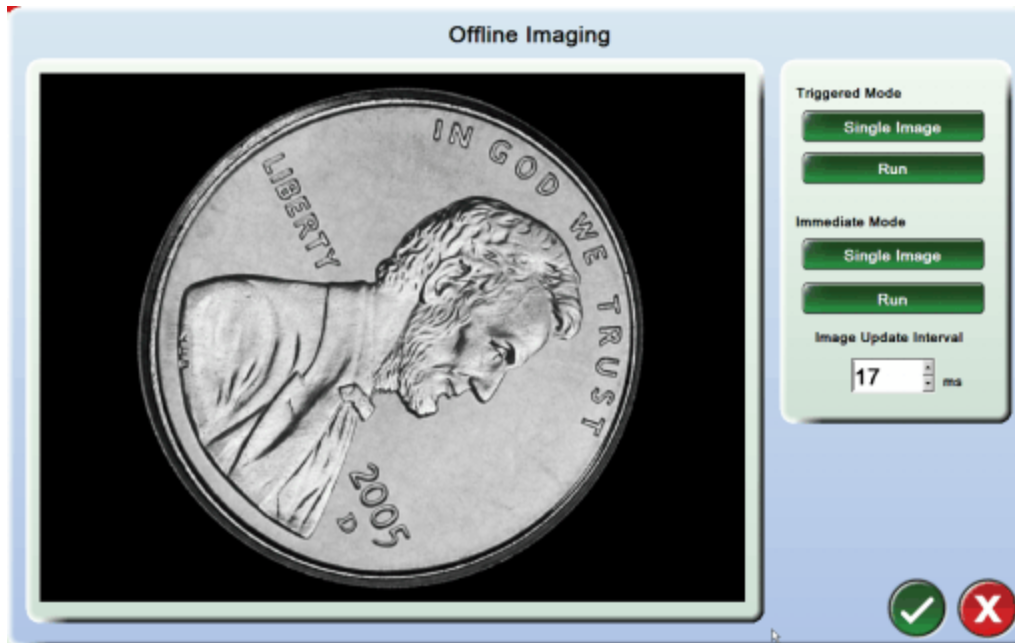 Offline Imaging
IN GOD WE TRUST
LIBERTY
2005
D
Triggered Mode
Single Image
Run
Immediate Mode
Single Image
Run
Image Update Interval
17 ms